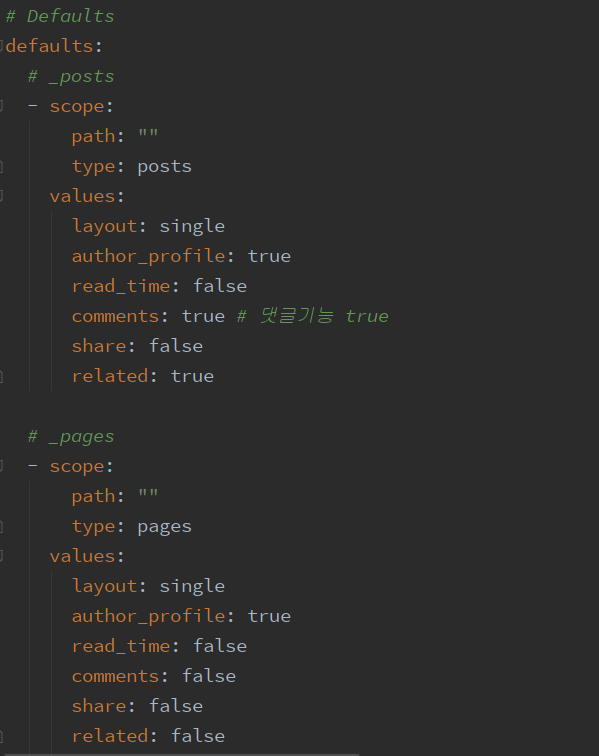 # Defaults
defaults:
  # _posts
  - scope:
      path: ""
      type: posts
    values:
      layout: single
      author_profile: true
      read_time: false
      comments: true # 댓글기능 true
      share: false
      related: true

  # _pages
  - scope:
      path: ""
      type: pages
    values:
      layout: single
      author_profile: true
      read_time: false
      comments: false
      share: false
      related: false